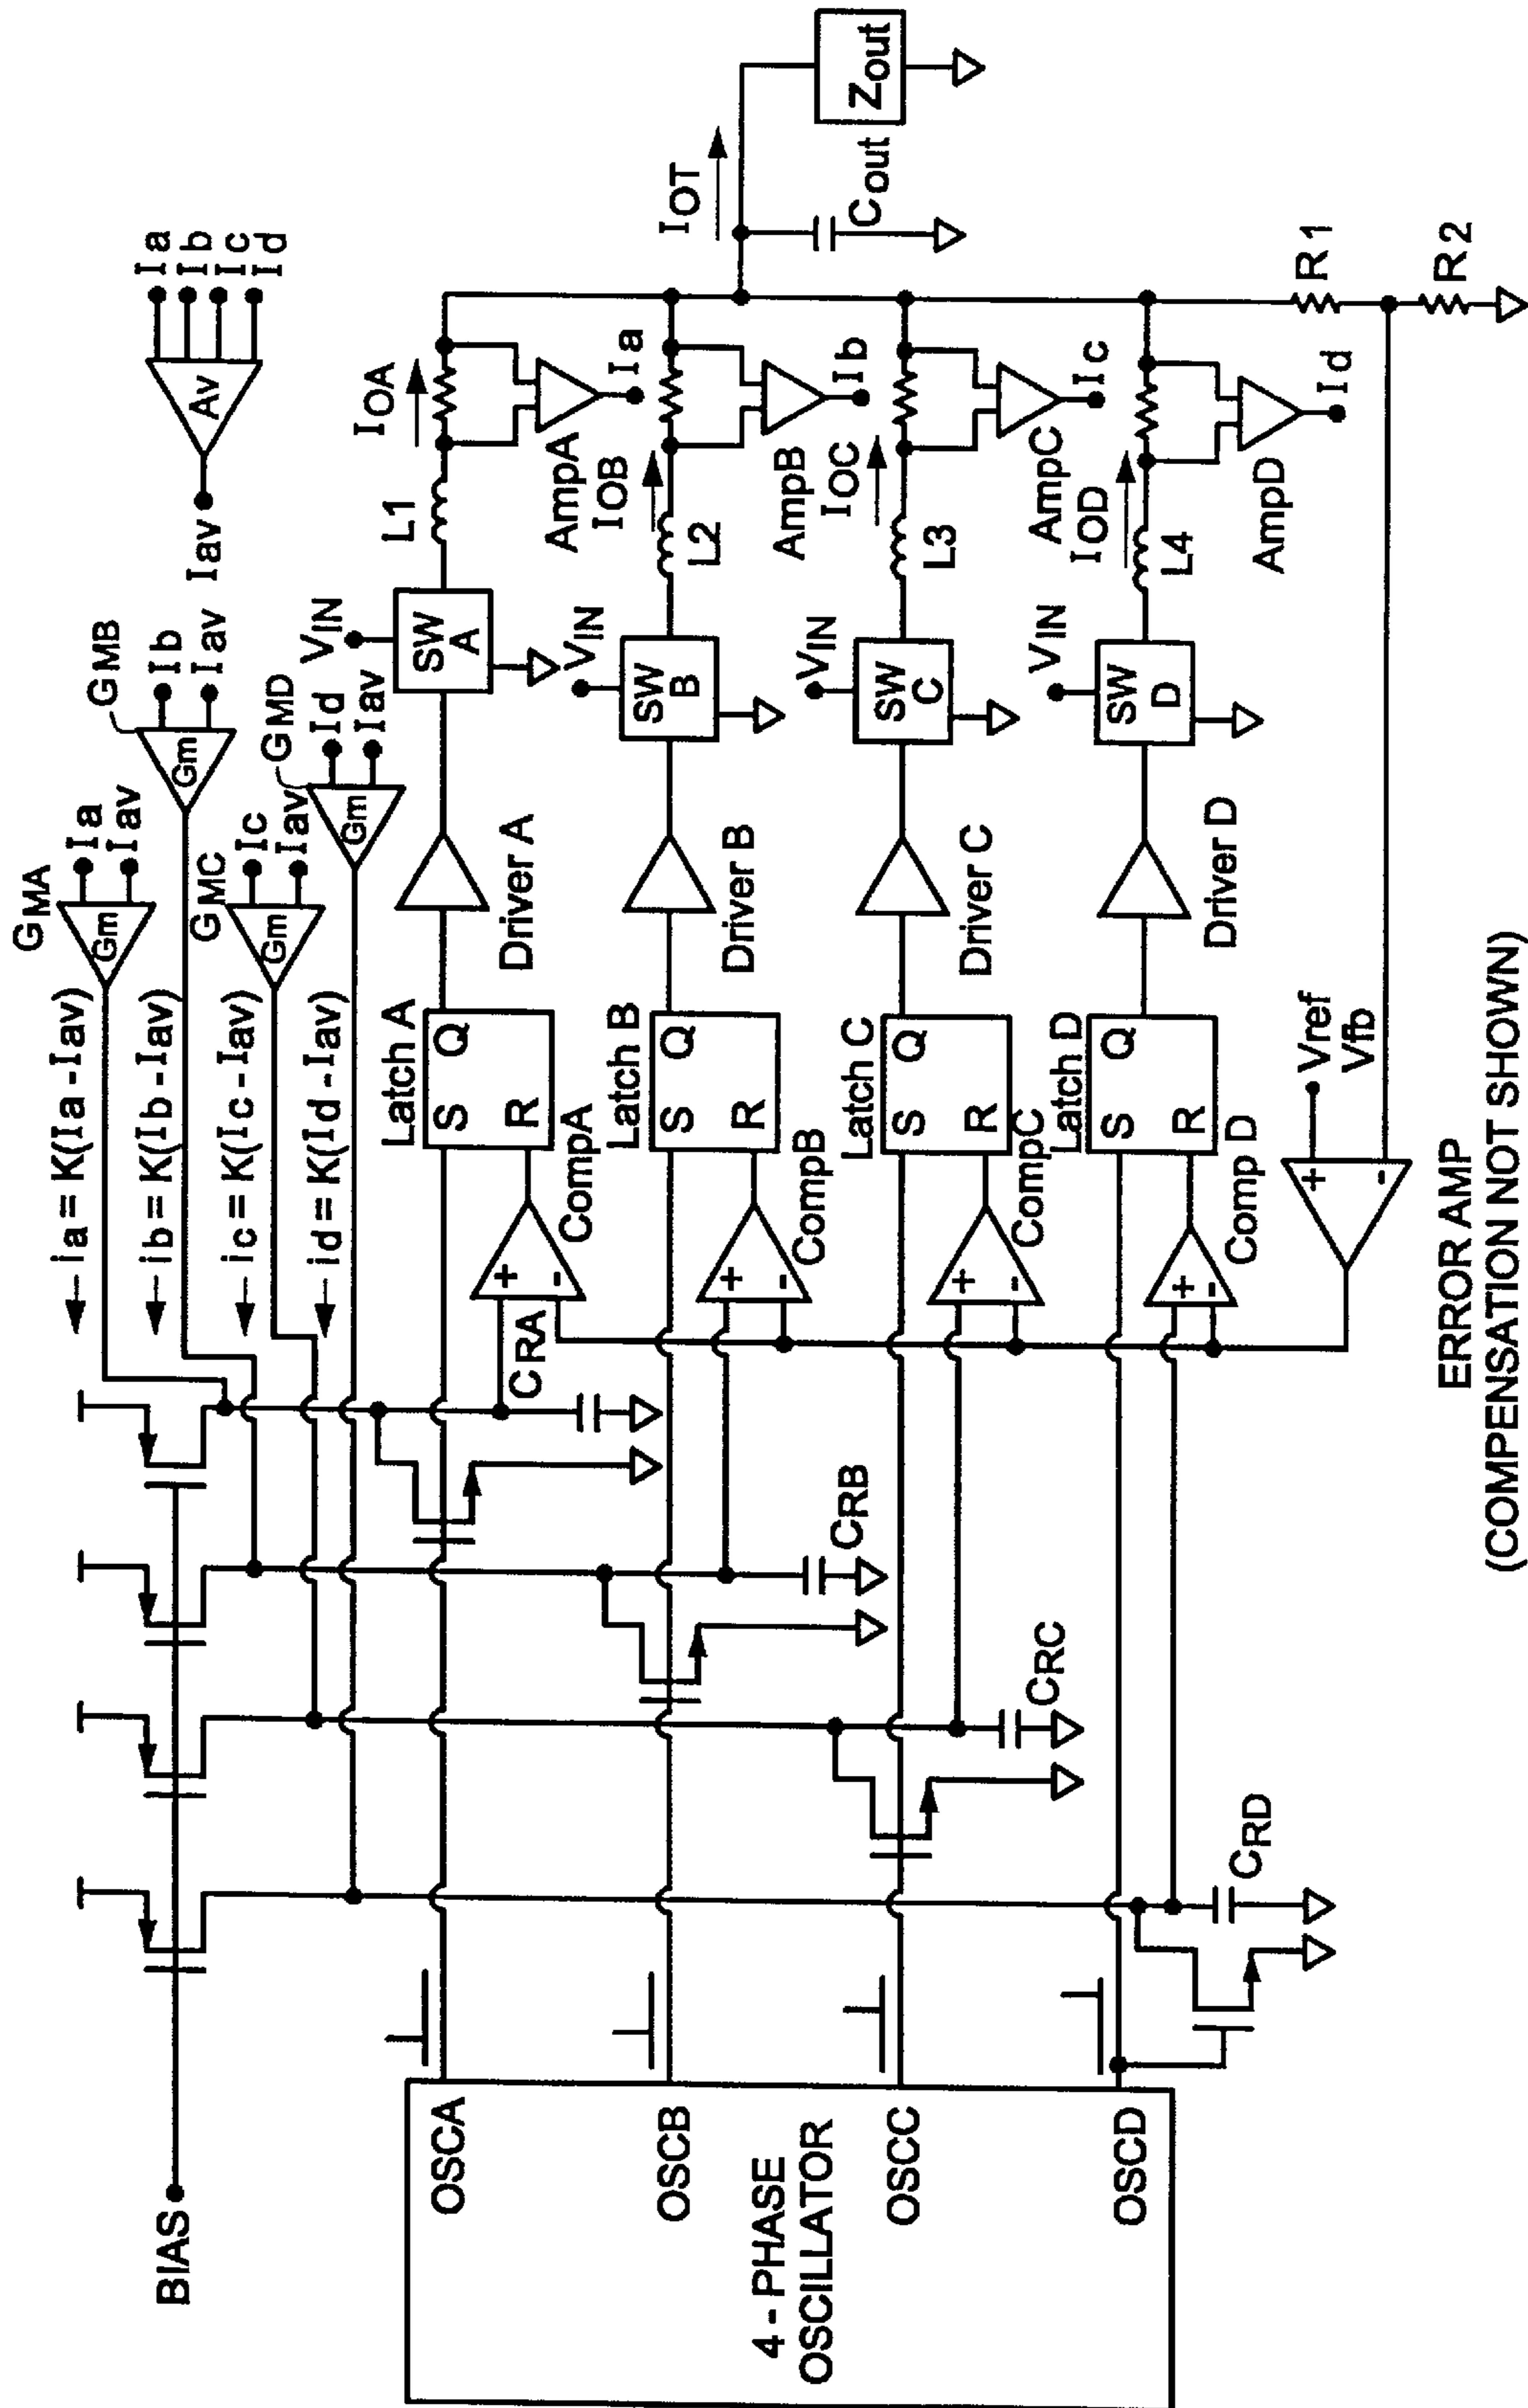 BIAS
GMA
Gm
Ia
Iav
GMB
Gm
Ib
Iav
GMC
Gm
Ic
Iav
GMD
Gm
Id
Iav
Av
Iav
Ia
Ib
Ic
Id
ia = K(Ia - Iav)
ib = K(Ib - Iav)
ic = K(Ic - Iav)
id = K(Id - Iav)
4 - PHASE
OSCILLATOR
OSCA
OSCB
OSCC
OSCD
CRA
CRB
CRC
CRD
Latch A
S Q
R
CompA
+
-
Driver A
VIN
SW
A
L1
IOA
AmpA
Ia
Latch B
S Q
R
CompB
+
-
Driver B
VIN
SW
B
L2
IOB
AmpB
Ib
Latch C
S Q
R
CompC
+
-
Driver C
VIN
SW
C
L3
IOC
AmpC
Ic
Latch D
S Q
R
Comp D
+
-
Driver D
VIN
SW
D
L4
IOD
AmpD
Id
IOT
Cout
Zout
R1
R2
Vref
Vfb
+
-
ERROR AMP
(COMPENSATION NOT SHOWN)